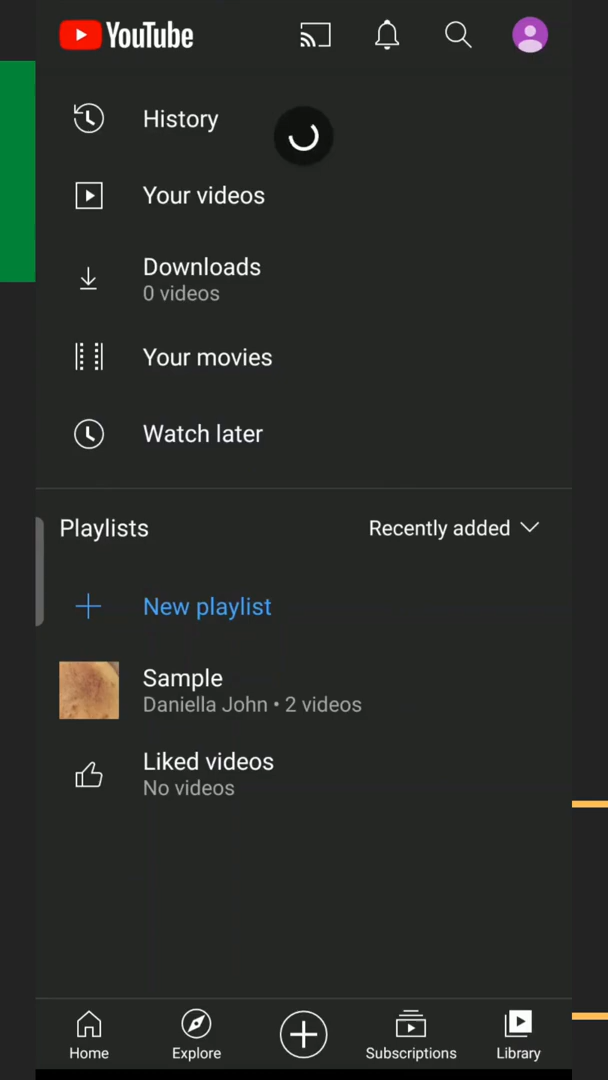 YouTube
History
Your videos
Downloads
0 videos
Your movies
Watch later
Playlists
Recently added
New playlist
Sample
Daniella John • 2 videos
Liked videos
No videos
Home
Explore
Subscriptions
Library